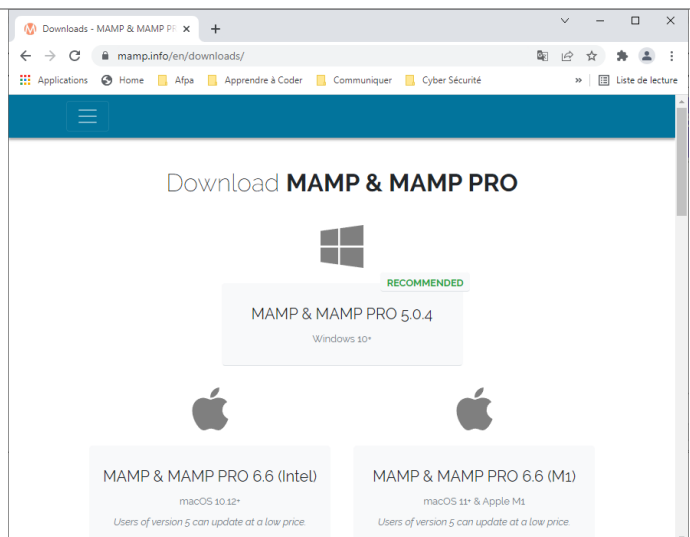 Downloads - MAMP & MAMP PR
mamp.info/en/downloads/
Applications Home Afpa Apprendre à Coder Communiquer Cyber Sécurité » Liste de lecture
Download MAMP & MAMP PRO
RECOMMENDED
MAMP & MAMP PRO 5.0.4
Windows 10+
MAMP & MAMP PRO 6.6 (Intel)
macOS 10.12+
Users of version 5 can update at a low price.
MAMP & MAMP PRO 6.6 (M1)
macOS 11+ & Apple M1
Users of version 5 can update at a low price.